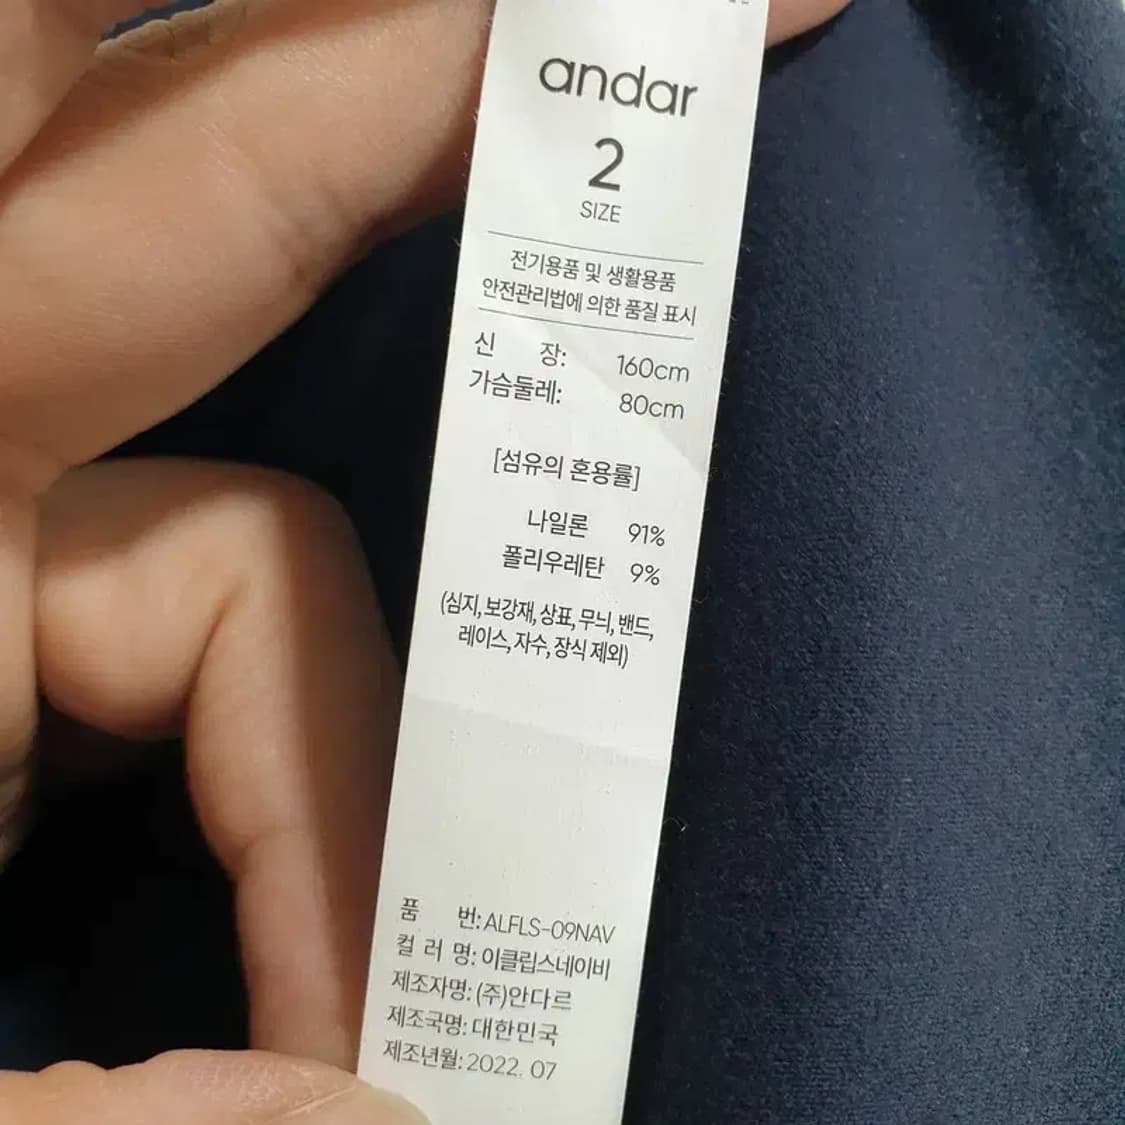 andar
2
SIZE
전기용품 및 생활용품
안전관리법에 의한 품질 표시
신 장: 160cm
가슴둘레: 80cm
[섬유의 혼용률]
나일론 91%
폴리우레탄 9%
(심지, 보강재, 상표, 무늬, 밴드,
레이스, 자수, 장식 제외)
품 번: ALFLS-09NAV
컬 러 명: 이클립스네이비
제조자명: (주)안다르
제조국명: 대한민국
제조년월: 2022. 07